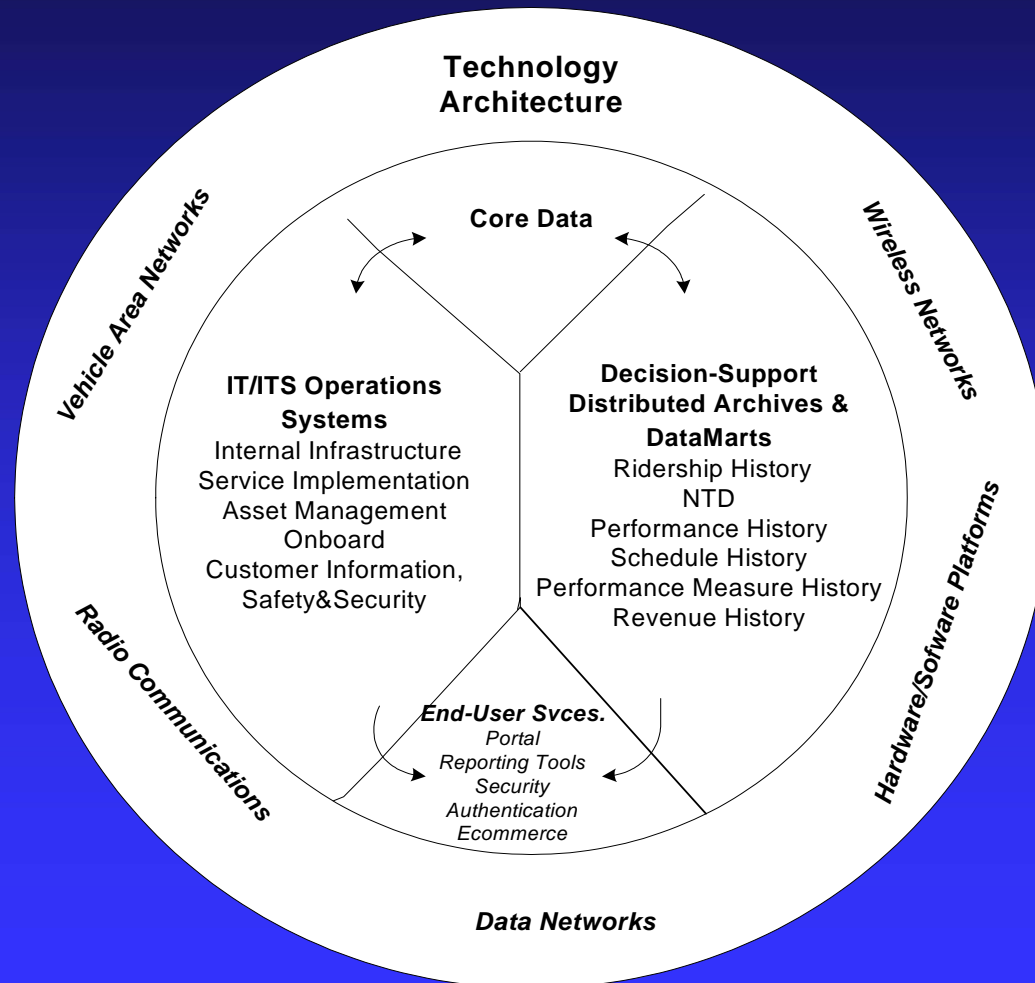 Technology
Architecture
Vehicle Area Networks
Wireless Networks
Core Data
IT/ITS Operations
Systems
Internal Infrastructure
Service Implementation
Asset Management
Onboard
Customer Information,
Safety&Security
Decision-Support
Distributed Archives &
DataMarts
Ridership History
NTD
Performance History
Schedule History
Performance Measure History
Revenue History
Radio Communications
Hardware/Sofware Platforms
End-User Svces.
Portal
Reporting Tools
Security
Authentication
Ecommerce
Data Networks